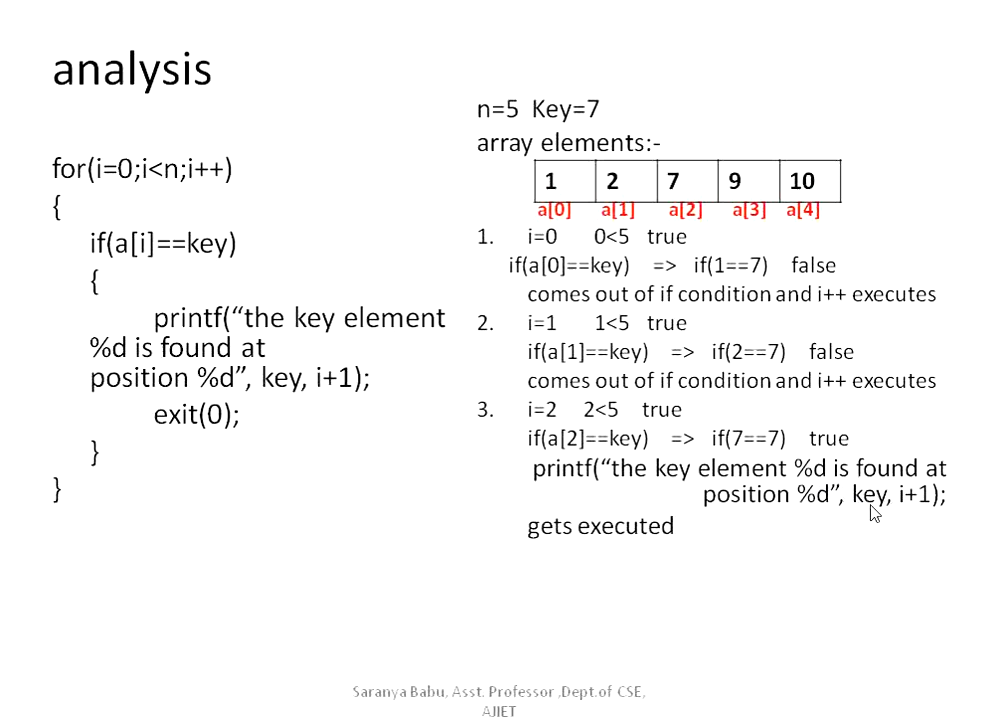 analysis
for(i=0;i<n;i++)
{
if(a[i]==key)
{
printf(“the key element
%d is found at
position %d”, key, i+1);
exit(0);
}
}
n=5 Key=7
array elements:-
1 2 7 9 10
a[0] a[1] a[2] a[3] a[4]
1. i=0 0<5 true
if(a[0]==key) => if(1==7) false
comes out of if condition and i++ executes
2. i=1 1<5 true
if(a[1]==key) => if(2==7) false
comes out of if condition and i++ executes
3. i=2 2<5 true
if(a[2]==key) => if(7==7) true
printf(“the key element %d is found at
position %d”, key, i+1);
gets executed
Saranya Babu, Asst. Professor ,Dept.of CSE,
AJIET